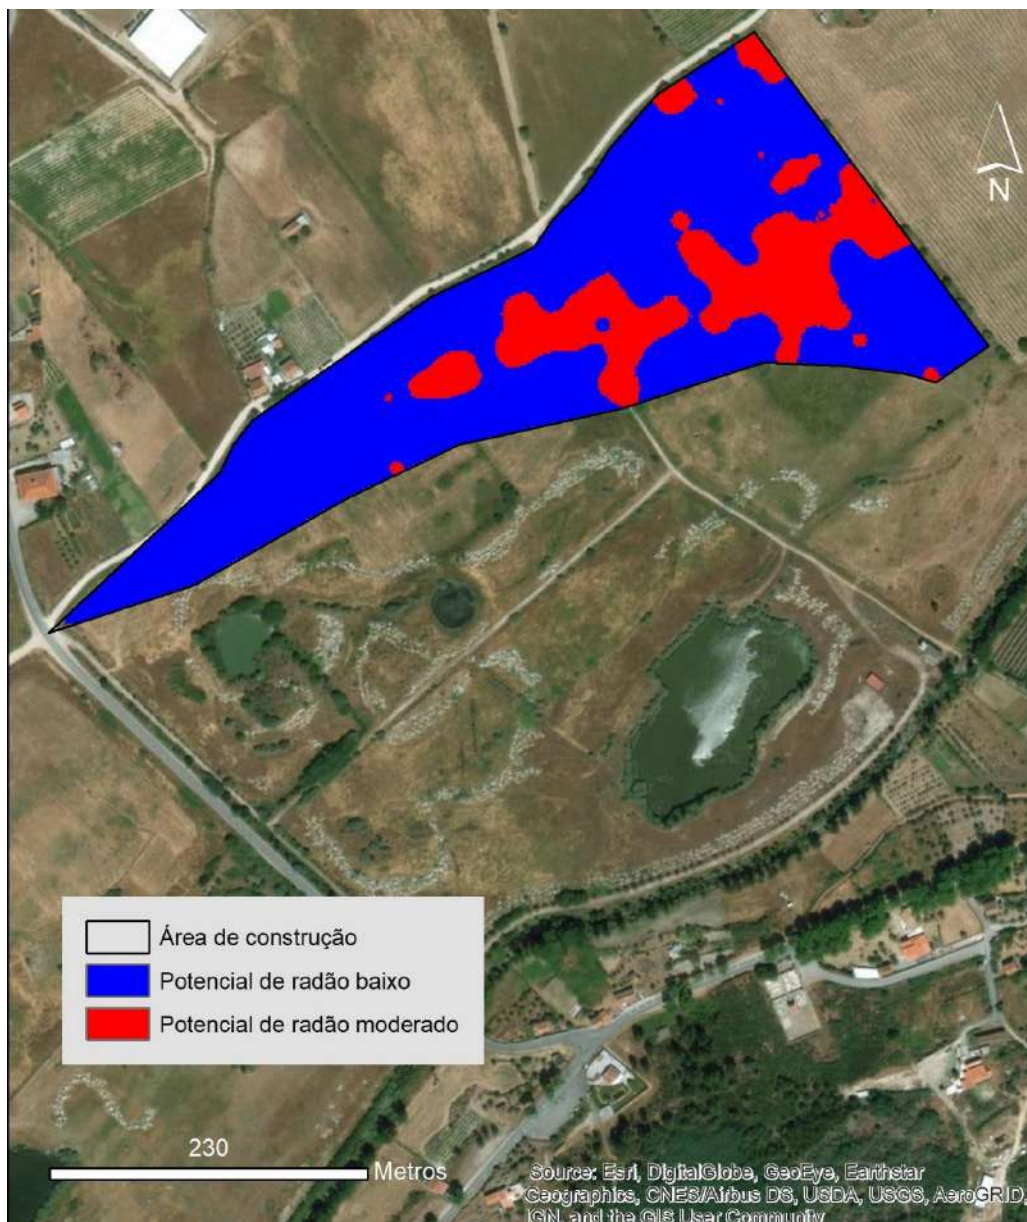 N
Área de construção
Potencial de radão baixo
Potencial de radão moderado
230
Metros
Source: Esri, DigitalGlobe, GeoEye, Earthstar
Geographics, CNES/Airbus DS, USDA, USGS, AeroGRID,
IGN, and the GIS User Community